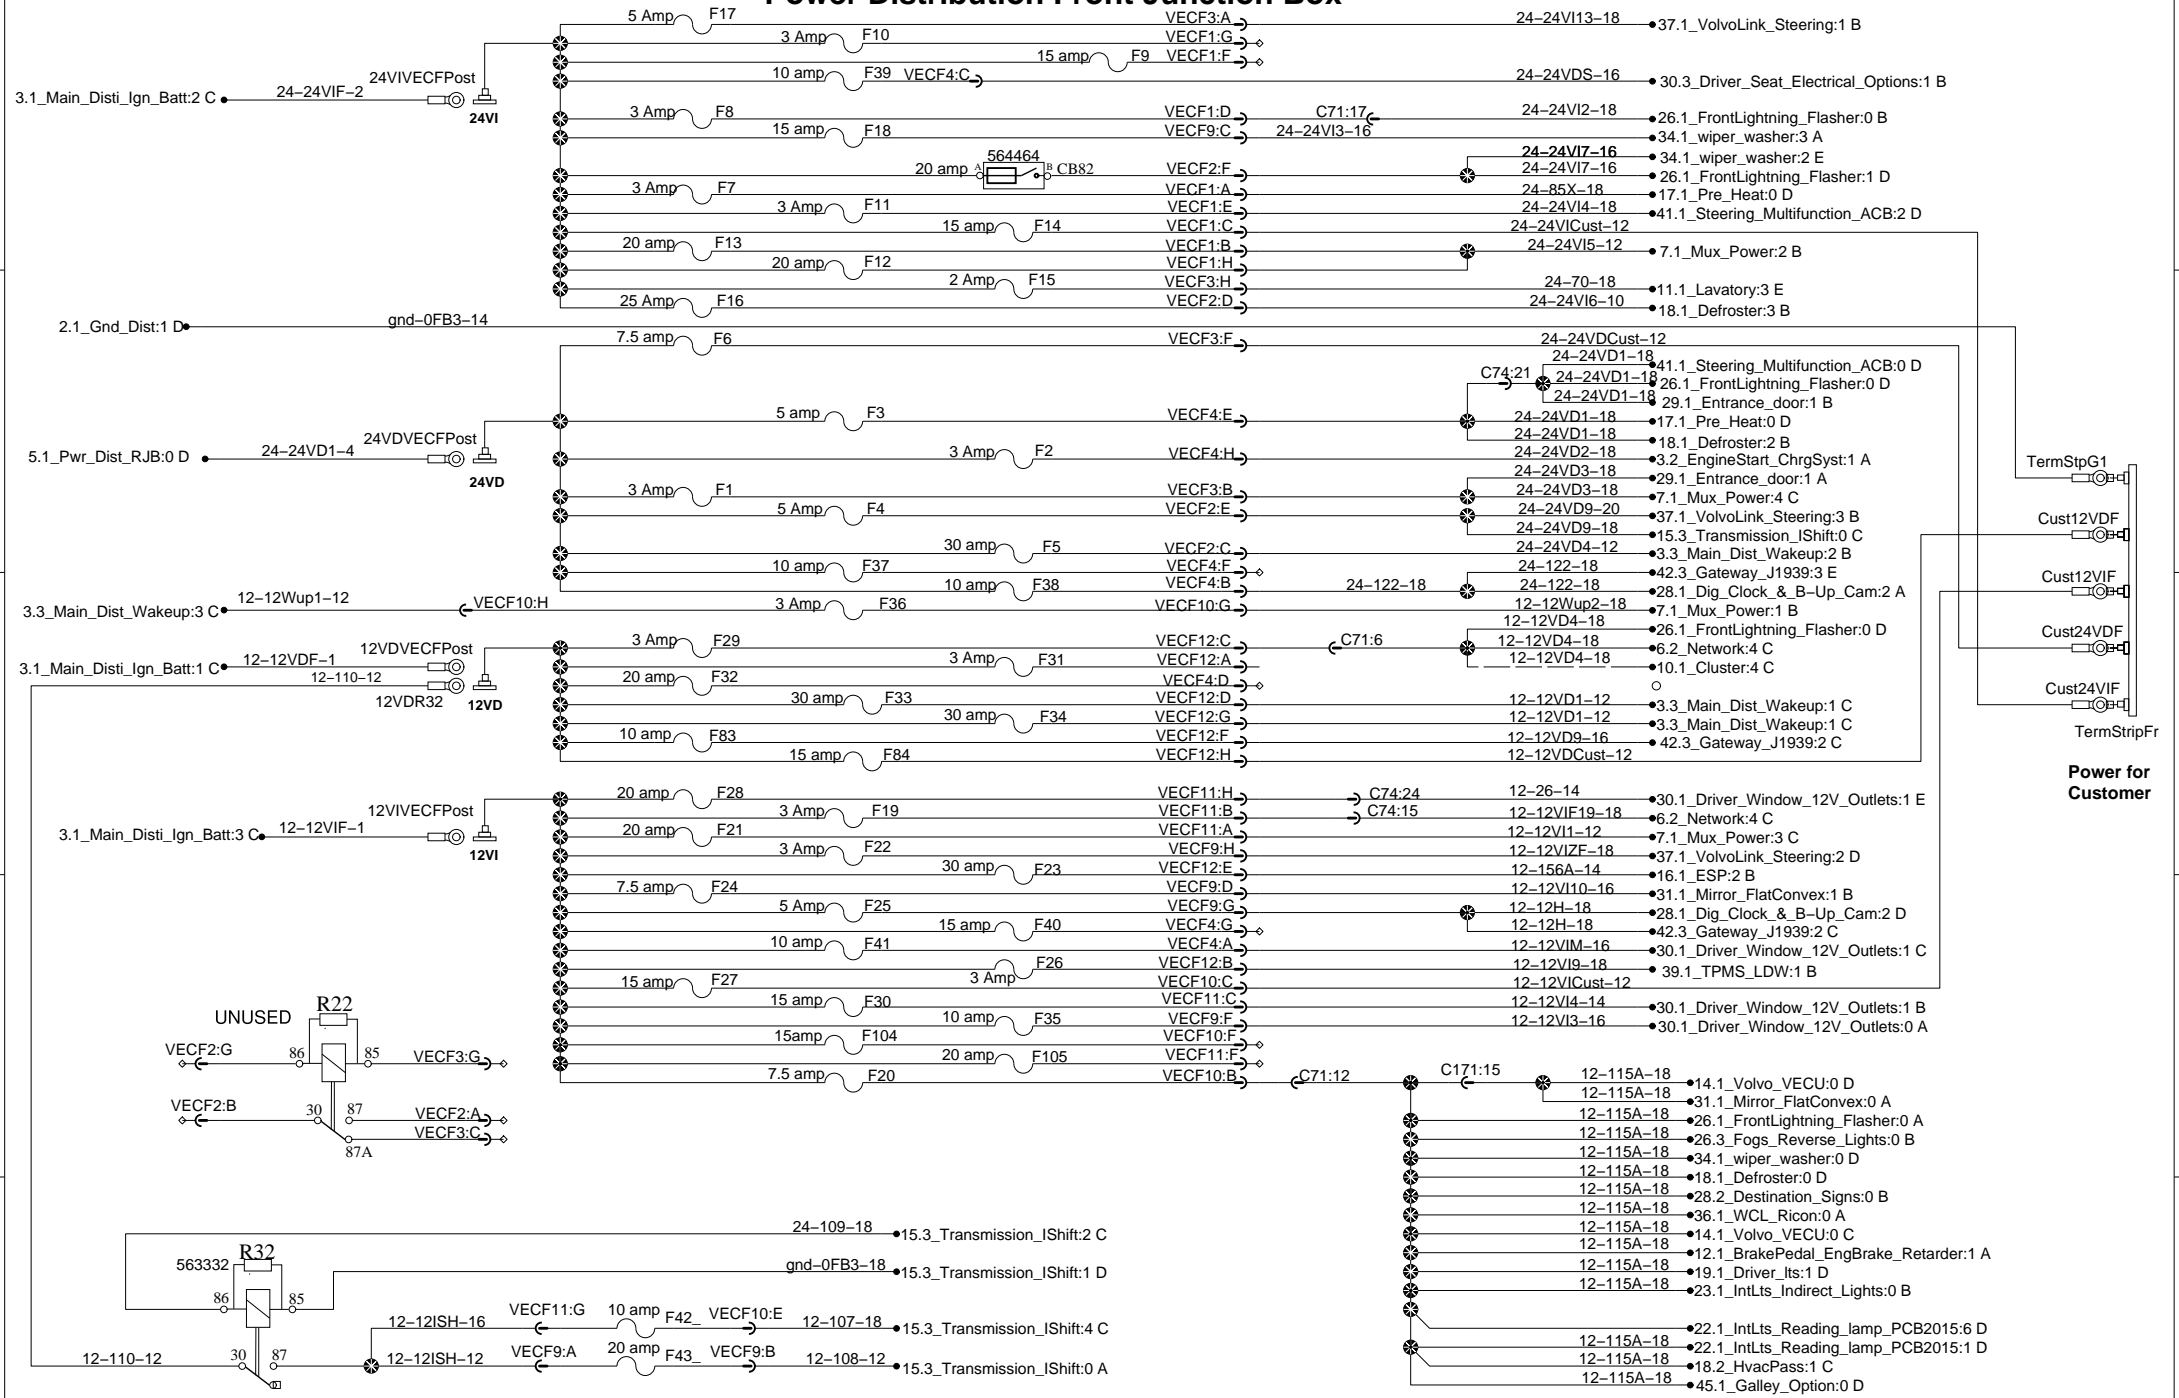 Power Distribution Front Junction Box
5 Amp F17 VECF3:A 24-24VI13-18 37.1_VolvoLink_Steering:1 B
3 Amp F10 VECF1:G
15 amp F9 VECF1:F
24VIVECFPost 10 amp F39 VECF4:C 24-24VDS-16 30.3_Driver_Seat_Electrical_Options:1 B
3.1_Main_Disti_Ign_Batt:2 C 24-24VIF-2
24VI 3 Amp F8 VECF1:D C71:17 24-24VI2-18 26.1_FrontLightning_Flasher:0 B
15 amp F18 VECF9:C 24-24VI3-16 34.1_wiper_washer:3 A
564464 24-24VI7-16 34.1_wiper_washer:2 E
20 amp A B CB82 VECF2:F 24-24VI7-16 26.1_FrontLightning_Flasher:1 D
3 Amp F7 VECF1:A 24-85X-18 17.1_Pre_Heat:0 D
3 Amp F11 VECF1:E 24-24VI4-18 41.1_Steering_Multifunction_ACB:2 D
15 amp F14 VECF1:C 24-24VICust-12
20 amp F13 VECF1:B 24-24VI5-12 7.1_Mux_Power:2 B
20 amp F12 VECF1:H
2 Amp F15 VECF3:H 24-70-18 11.1_Lavatory:3 E
25 Amp F16 VECF2:D 24-24VI6-10 18.1_Defroster:3 B
2.1_Gnd_Dist:1 D gnd-0FB3-14
7.5 amp F6 VECF3:F 24-24VDCust-12
24-24VD1-18 41.1_Steering_Multifunction_ACB:0 D
C74:21 24-24VD1-18 26.1_FrontLightning_Flasher:0 D
24-24VD1-18 29.1_Entrance_door:1 B
5 amp F3 VECF4:E 24-24VD1-18 17.1_Pre_Heat:0 D
24VDVECFPost 24-24VD1-18 18.1_Defroster:2 B
5.1_Pwr_Dist_RJB:0 D 24-24VD1-4 3 Amp F2 VECF4:H 24-24VD2-18 3.2_EngineStart_ChrgSyst:1 A
24VD 24-24VD3-18 29.1_Entrance_door:1 A
TermStpG1
3 Amp F1 VECF3:B 24-24VD3-18 7.1_Mux_Power:4 C
5 Amp F4 VECF2:E 24-24VD9-20 37.1_VolvoLink_Steering:3 B
Cust12VDF
24-24VD9-18 15.3_Transmission_IShift:0 C
30 amp F5 VECF2:C 24-24VD4-12 3.3_Main_Dist_Wakeup:2 B
10 amp F37 VECF4:F 24-122-18 42.3_Gateway_J1939:3 E
Cust12VIF
10 amp F38 VECF4:B 24-122-18 24-122-18 28.1_Dig_Clock_&_B-Up_Cam:2 A
3.3_Main_Dist_Wakeup:3 C 12-12Wup1-12 VECF10:H 3 Amp F36 VECF10:G 12-12Wup2-18 7.1_Mux_Power:1 B
12-12VD4-18 26.1_FrontLightning_Flasher:0 D
Cust24VDF
12VDVECFPost 3 Amp F29 VECF12:C C71:6 12-12VD4-18 6.2_Network:4 C
3.1_Main_Disti_Ign_Batt:1 C 12-12VDF-1 3 Amp F31 VECF12:A 12-12VD4-18 10.1_Cluster:4 C
12-110-12 20 amp F32 VECF4:D
Cust24VIF
12VDR32 12VD 30 amp F33 VECF12:D 12-12VD1-12 3.3_Main_Dist_Wakeup:1 C
30 amp F34 VECF12:G 12-12VD1-12 3.3_Main_Dist_Wakeup:1 C
TermStripFr
10 amp F83 VECF12:F 12-12VD9-16 42.3_Gateway_J1939:2 C
15 amp F84 VECF12:H 12-12VDCust-12
Power for
Customer
20 amp F28 VECF11:H C74:24 12-26-14 30.1_Driver_Window_12V_Outlets:1 E
12VIVECFPost 3 Amp F19 VECF11:B C74:15 12-12VIF19-18 6.2_Network:4 C
3.1_Main_Disti_Ign_Batt:3 C 12-12VIF-1 20 amp F21 VECF11:A 12-12VI1-12 7.1_Mux_Power:3 C
12VI 3 Amp F22 VECF9:H 12-12VIZF-18 37.1_VolvoLink_Steering:2 D
30 amp F23 VECF12:E 12-156A-14 16.1_ESP:2 B
7.5 amp F24 VECF9:D 12-12VI10-16 31.1_Mirror_FlatConvex:1 B
5 Amp F25 VECF9:G 12-12H-18 28.1_Dig_Clock_&_B-Up_Cam:2 D
15 amp F40 VECF4:G 12-12H-18 42.3_Gateway_J1939:2 C
10 amp F41 VECF4:A 12-12VIM-16 30.1_Driver_Window_12V_Outlets:1 C
3 Amp F26 VECF12:B 12-12VI9-18 39.1_TPMS_LDW:1 B
15 amp F27 VECF10:C 12-12VICust-12
15 amp F30 VECF11:C 12-12VI4-14 30.1_Driver_Window_12V_Outlets:1 B
10 amp F35 VECF9:F 12-12VI3-16 30.1_Driver_Window_12V_Outlets:0 A
15amp F104 VECF10:F
20 amp F105 VECF11:F
7.5 amp F20 VECF10:B C71:12 C171:15 12-115A-18 14.1_Volvo_VECU:0 D
12-115A-18 31.1_Mirror_FlatConvex:0 A
12-115A-18 26.1_FrontLightning_Flasher:0 A
12-115A-18 26.3_Fogs_Reverse_Lights:0 B
12-115A-18 34.1_wiper_washer:0 D
12-115A-18 18.1_Defroster:0 D
12-115A-18 28.2_Destination_Signs:0 B
12-115A-18 36.1_WCL_Ricon:0 A
12-115A-18 14.1_Volvo_VECU:0 C
12-115A-18 12.1_BrakePedal_EngBrake_Retarder:1 A
12-115A-18 19.1_Driver_lts:1 D
12-115A-18 23.1_IntLts_Indirect_Lights:0 B
22.1_IntLts_Reading_lamp_PCB2015:6 D
12-115A-18 22.1_IntLts_Reading_lamp_PCB2015:1 D
12-115A-18 18.2_HvacPass:1 C
12-115A-18 45.1_Galley_Option:0 D
R22
UNUSED
VECF2:G 86 85 VECF3:G
VECF2:B 30 87 VECF2:A
VECF3:C
87A
24-109-18 15.3_Transmission_IShift:2 C
R32
563332
gnd-0FB3-18 15.3_Transmission_IShift:1 D
86 85
12-12ISH-16 VECF11:G 10 amp F42_ VECF10:E 12-107-18 15.3_Transmission_IShift:4 C
12-110-12 30 87 12-12ISH-12 VECF9:A 20 amp F43_ VECF9:B 12-108-12 15.3_Transmission_IShift:0 A